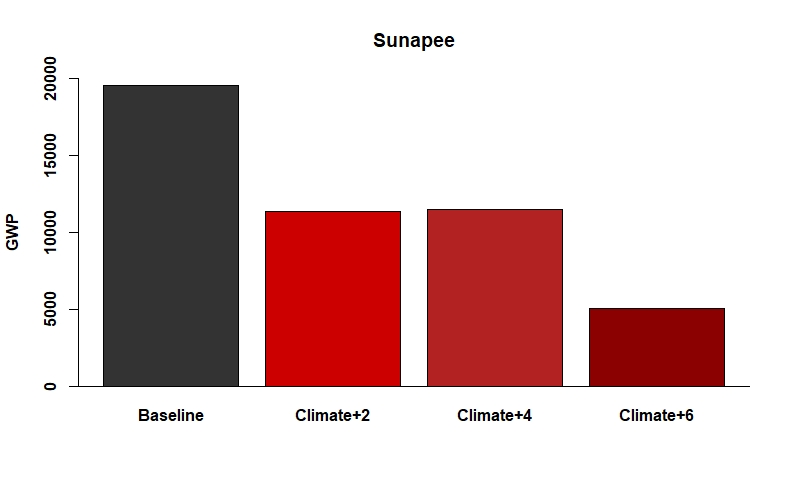 Sunapee
GWP
20000
15000
10000
5000
0
Baseline
Climate+2
Climate+4
Climate+6